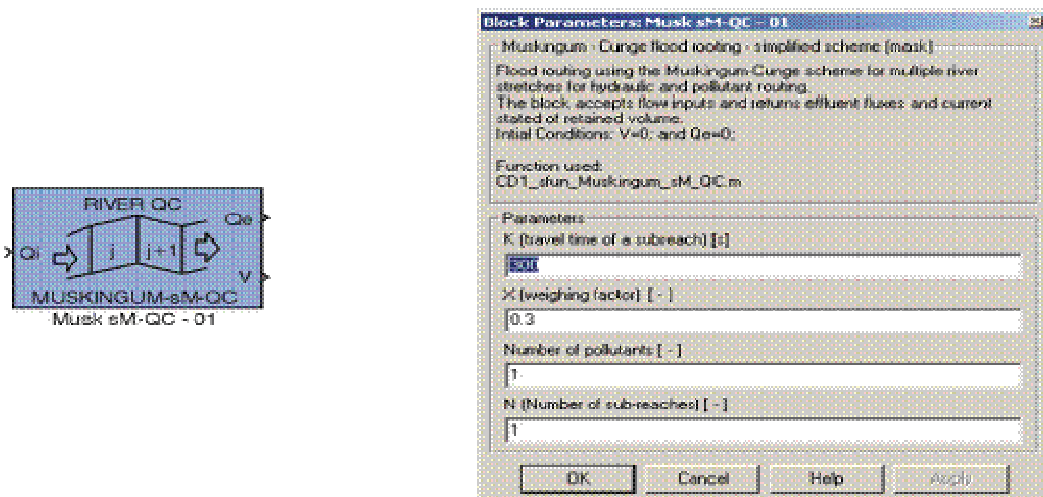 RIVER QC
Qi
j
j+1
Qe
V
MUSKINGUM-sM-QC
Musk sM-QC - 01
Block Parameters: Musk sM-QC - 01
Muskingum - Cunge flood rooting - simplified scheme (mask)
Flood routing using the Muskingum-Cunge scheme for multiple river
stretches for hydraulic and pollutant routing.
The block accepts flow inputs and returns effluent fluxes and current
stated of retained volume.
Intial Conditions: V=0; and Qe=0;
Function used:
CD1_sfun_Muskingum_sM_QC.m
Parameters
K (travel time of a subreach) [s]
300
X (weighing factor) [ - ]
0.3
Number of pollutants [ - ]
1
N (Number of sub-reaches) [ - ]
1
OK
Cancel
Help
Apply